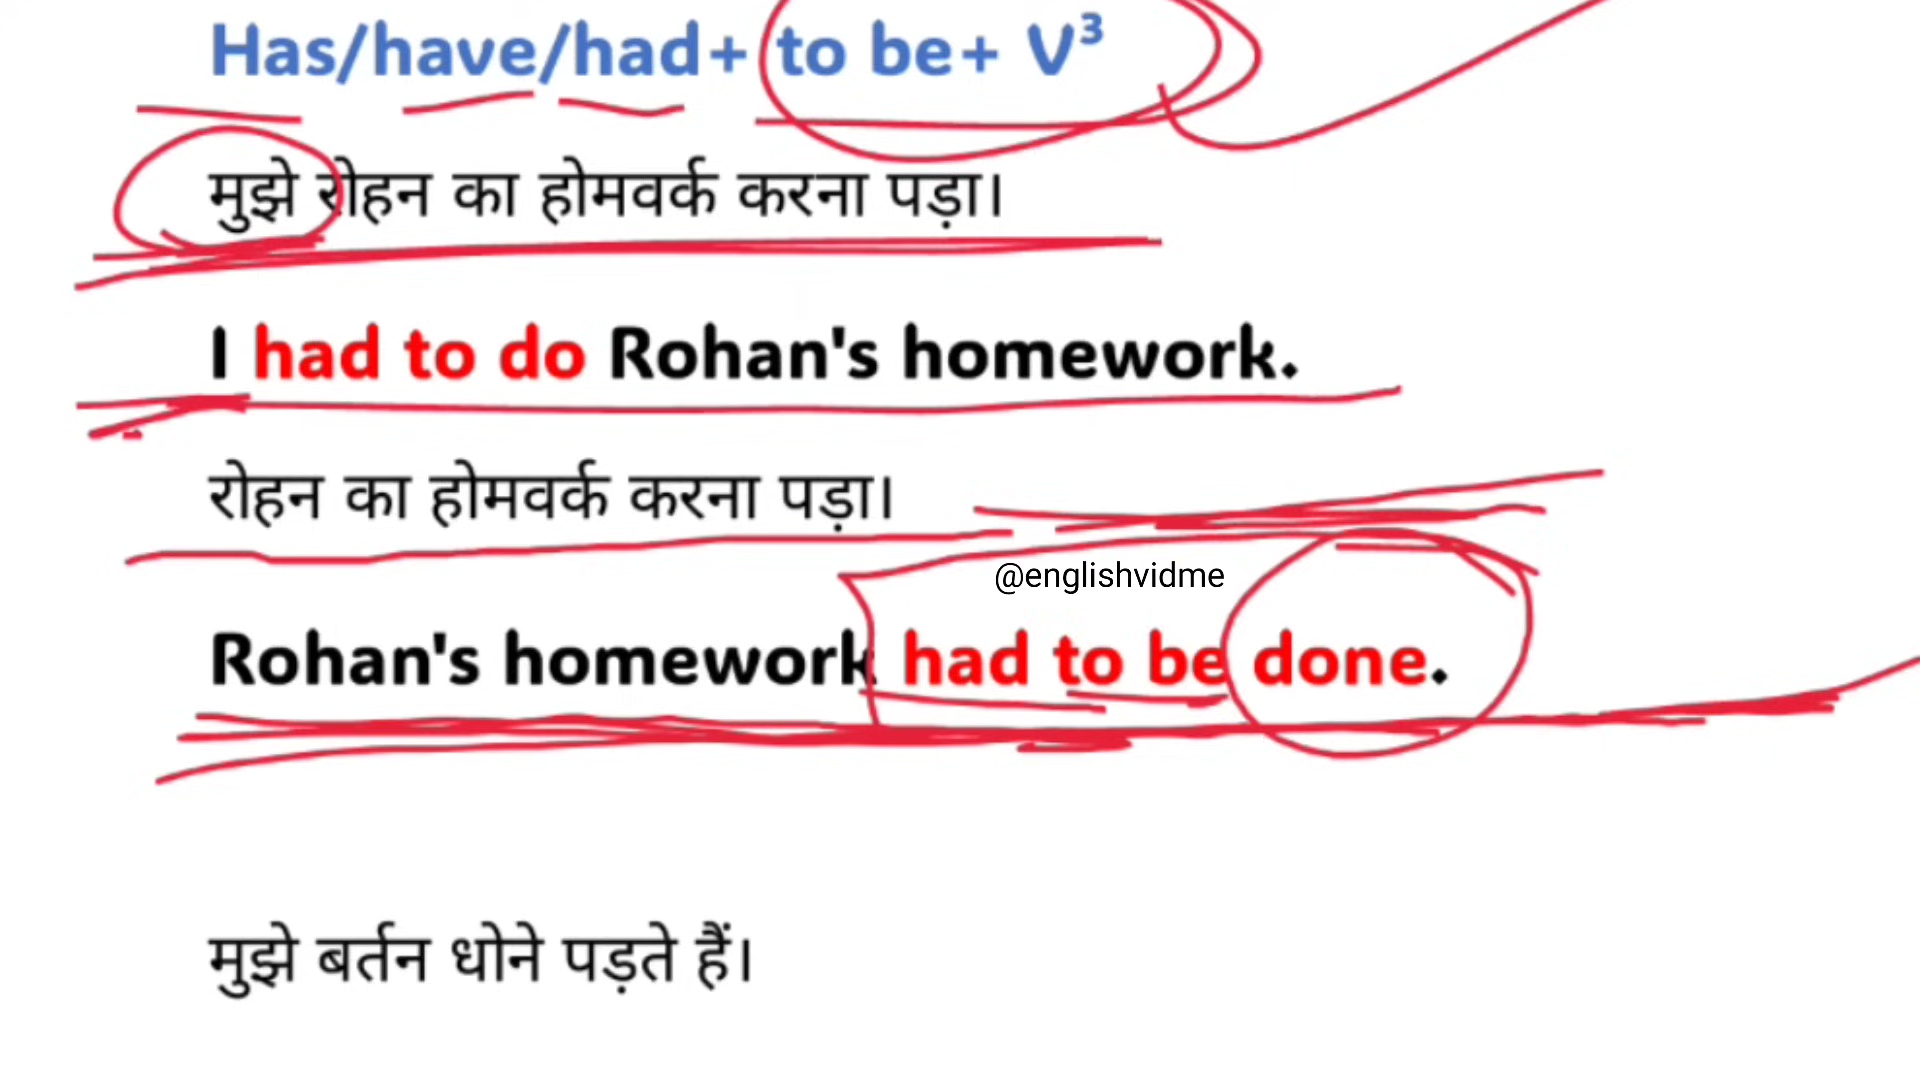 Has/have/had+ to be+ V³
मुझे रोहन का होमवर्क करना पड़ा।
I had to do Rohan's homework.
रोहन का होमवर्क करना पड़ा।
@englishvidme
Rohan's homework had to be done.
मुझे बर्तन धोने पड़ते हैं।